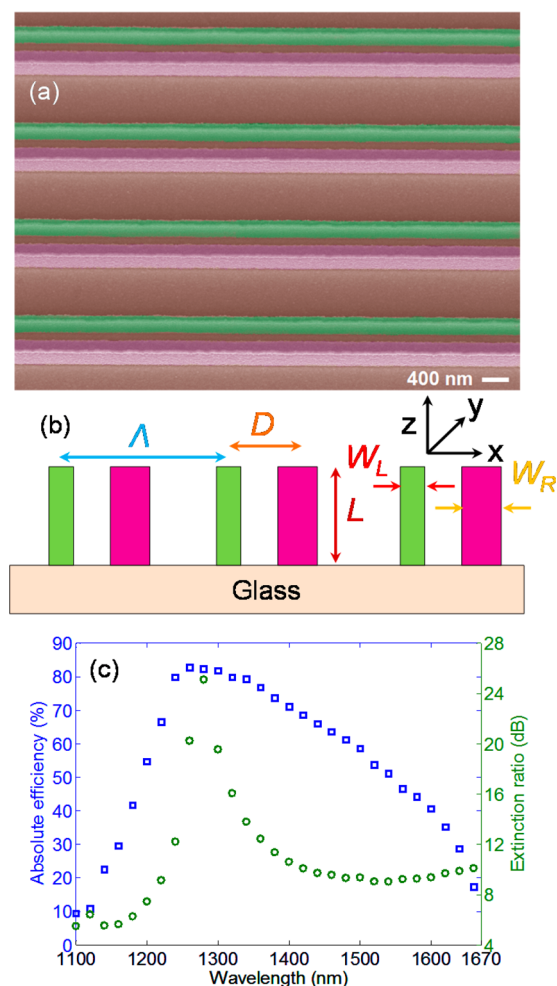 (a)
400 nm
(b)
Λ
D
z
y
x
W_L
L
W_R
Glass
(c)
Absolute efficiency (%)
90
80
70
60
50
40
30
20
10
0
28
24
20
16
12
8
4
Extinction ratio (dB)
1100 1200 1300 1400 1500 1600 1670
Wavelength (nm)